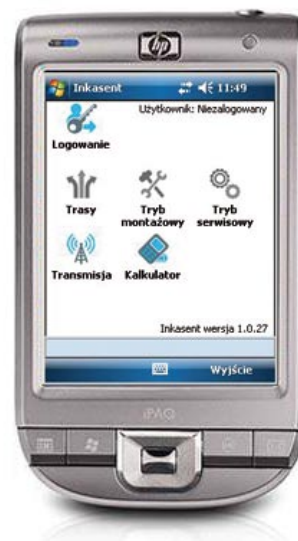 hp
Inkasent 11:49
Użytkownik: Niezalogowany
Logowanie
Trasy
Tryb montażowy
Tryb serwisowy
Transmisja
Kalkulator
Inkasent wersja 1.0.27
Wyjście
iPAQ